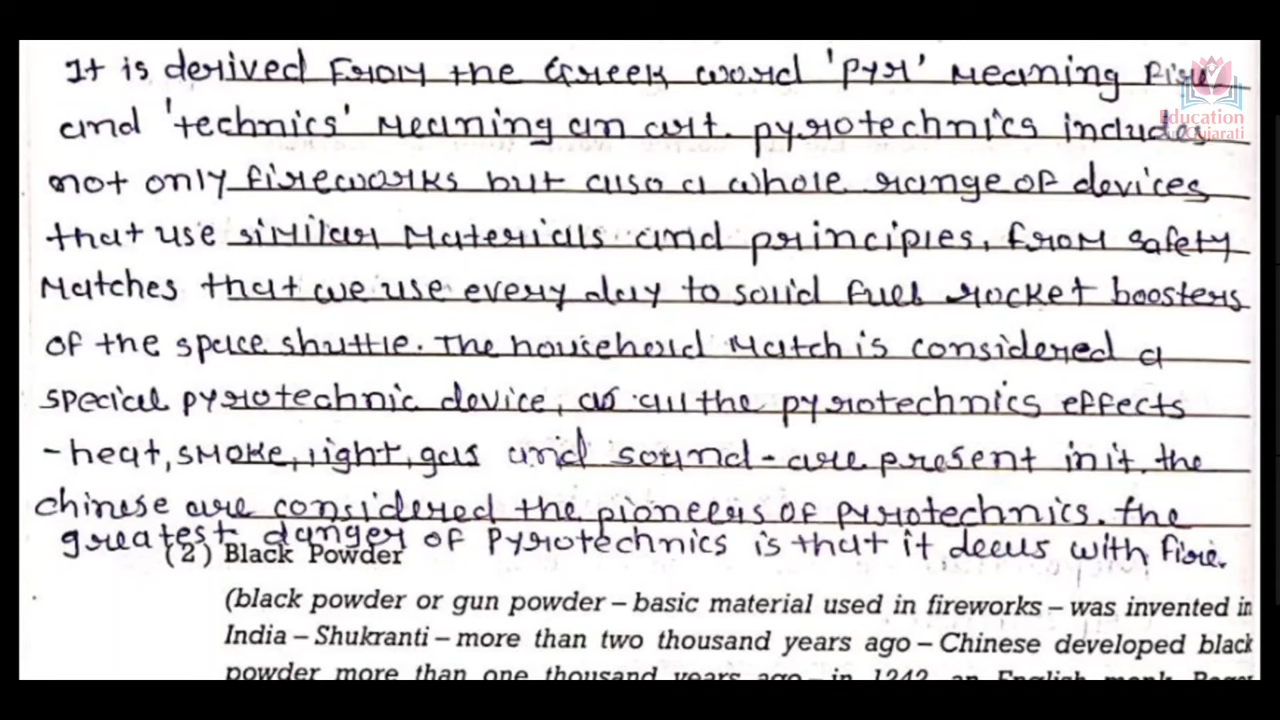 It is derived from the Greek word 'pyr' meaning fire
and 'technics' meaning an art. pyrotechnics includes
not only fireworks but also a whole range of devices
that use similar materials and principles, from safety
matches that we use every day to solid fuel rocket boosters
of the space shuttle. The household match is considered a
special pyrotechnic device, as all the pyrotechnics effects
-heat, smoke, light, gas and sound - are present in it. the
chinese are considered the pioneers of pyrotechnics. the
greatest danger of pyrotechnics is that it deals with fire.
(2) Black Powder
(black powder or gun powder – basic material used in fireworks – was invented in
India – Shukranti – more than two thousand years ago – Chinese developed black
powder more than one thousand years ago – in 1242, an English monk Roger
Education
in Gujarati